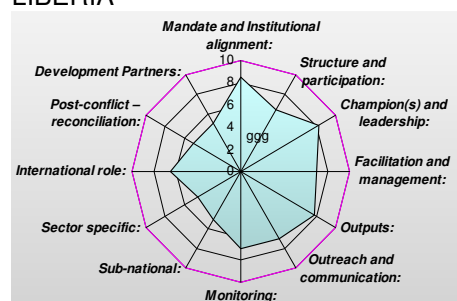 LIBERIA
Mandate and Institutional
alignment:
Structure and
participation:
Champion(s) and
leadership:
Facilitation and
management:
Outputs:
Outreach and
communication:
Monitoring:
Sub-national:
Sector specific:
International role:
Post-conflict –
reconciliation:
Development Partners:
10
8
6
4
2
0
ggg